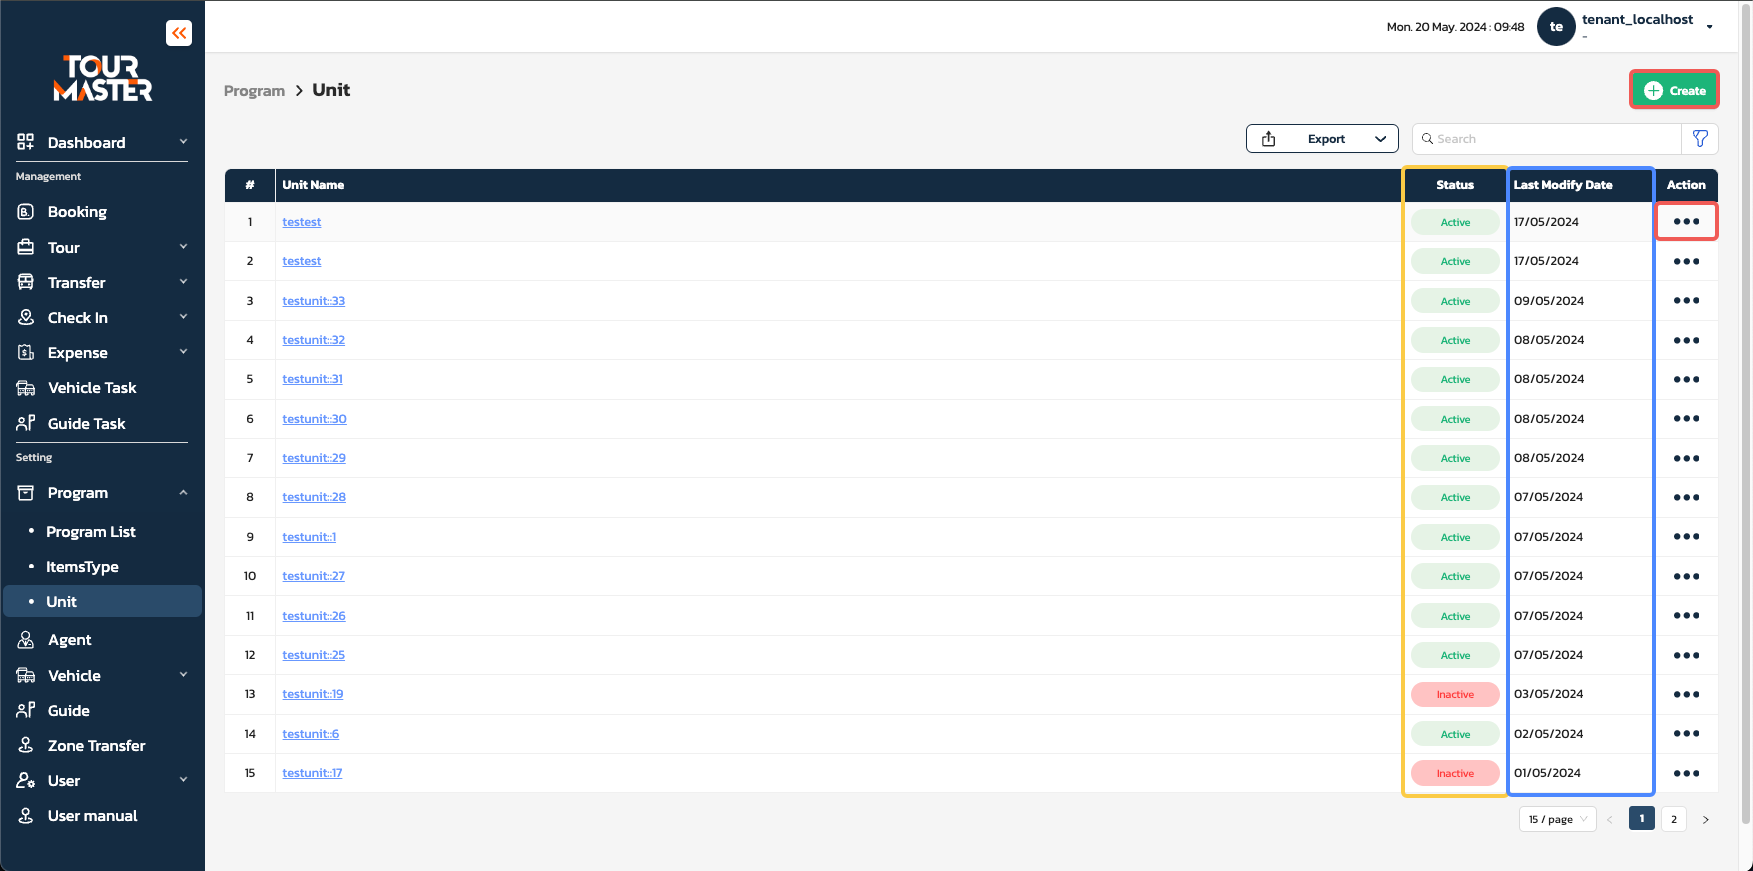 Mon. 20 May. 2024 : 09:48
te
tenant_localhost
-
TOUR
MASTER
Dashboard
Management
Booking
Tour
Transfer
Check In
Expense
Vehicle Task
Guide Task
Setting
Program
• Program List
• ItemsType
• Unit
Agent
Vehicle
Guide
Zone Transfer
User
User manual
Program > Unit
Create
Export
Search
# Unit Name Status Last Modify Date Action
1 testest Active 17/05/2024 •••
2 testest Active 17/05/2024 •••
3 testunit::33 Active 09/05/2024 •••
4 testunit::32 Active 08/05/2024 •••
5 testunit::31 Active 08/05/2024 •••
6 testunit::30 Active 08/05/2024 •••
7 testunit::29 Active 08/05/2024 •••
8 testunit::28 Active 07/05/2024 •••
9 testunit::1 Active 07/05/2024 •••
10 testunit::27 Active 07/05/2024 •••
11 testunit::26 Active 07/05/2024 •••
12 testunit::25 Active 07/05/2024 •••
13 testunit::19 Inactive 03/05/2024 •••
14 testunit::6 Active 02/05/2024 •••
15 testunit::17 Inactive 01/05/2024 •••
15 / page < 1 2 >